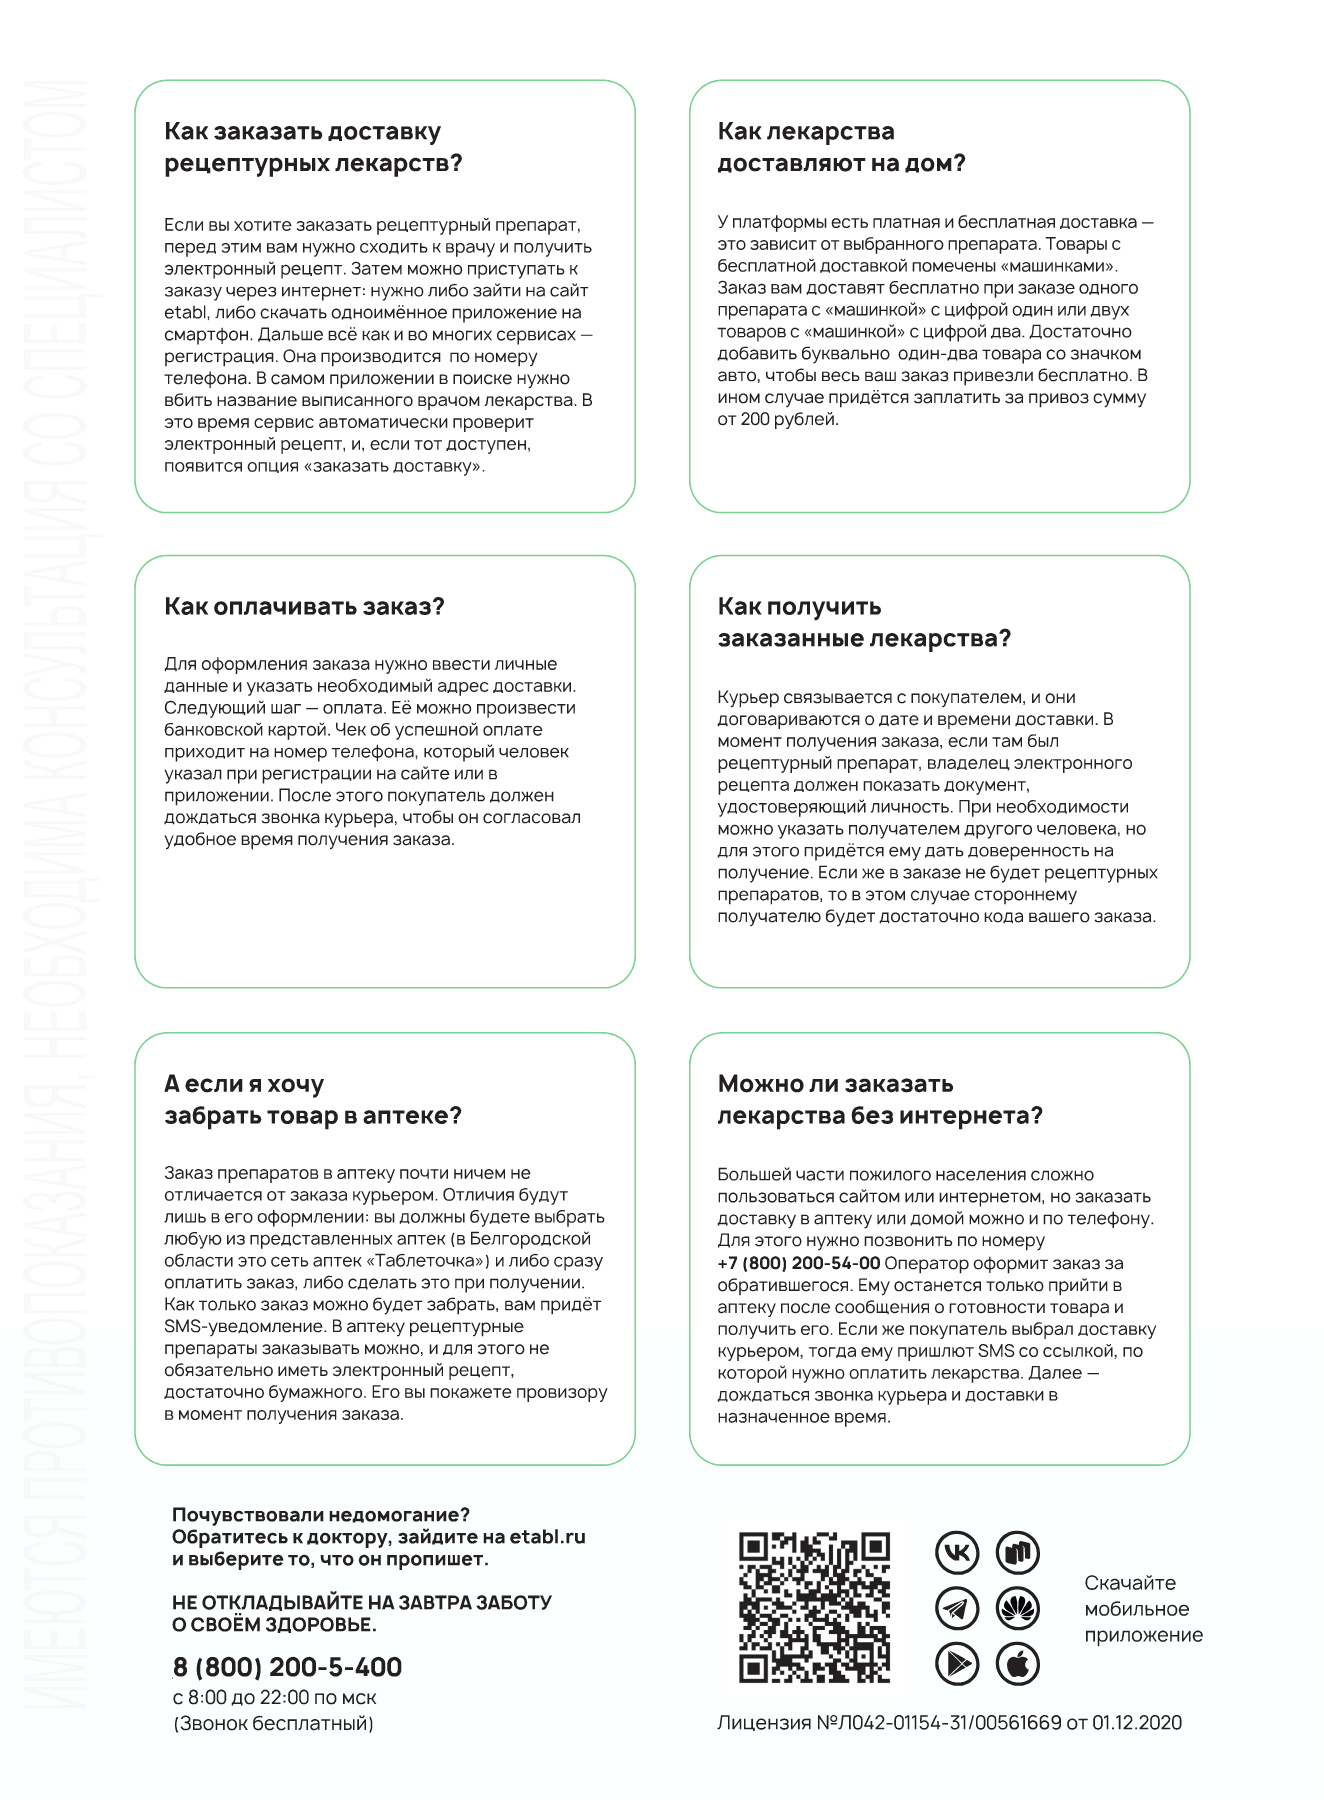 ИМЕЮТСЯ ПРОТИВОПОКАЗАНИЯ, НЕОБХОДИМА КОНСУЛЬТАЦИЯ СО СПЕЦИАЛИСТОМ
Как заказать доставку
рецептурных лекарств?
Если вы хотите заказать рецептурный препарат,
перед этим вам нужно сходить к врачу и получить
электронный рецепт. Затем можно приступать к
заказу через интернет: нужно либо зайти на сайт
etabl, либо скачать одноимённое приложение на
смартфон. Дальше всё как и во многих сервисах —
регистрация. Она производится  по номеру
телефона. В самом приложении в поиске нужно
вбить название выписанного врачом лекарства. В
это время сервис автоматически проверит
электронный рецепт, и, если тот доступен,
появится опция «заказать доставку».
Как лекарства
доставляют на дом?
У платформы есть платная и бесплатная доставка —
это зависит от выбранного препарата. Товары с
бесплатной доставкой помечены «машинками».
Заказ вам доставят бесплатно при заказе одного
препарата с «машинкой» с цифрой один или двух
товаров с «машинкой» с цифрой два. Достаточно
добавить буквально  один-два товара со значком
авто, чтобы весь ваш заказ привезли бесплатно. В
ином случае придётся заплатить за привоз сумму
от 200 рублей.
Как оплачивать заказ?
Для оформления заказа нужно ввести личные
данные и указать необходимый адрес доставки.
Следующий шаг — оплата. Её можно произвести
банковской картой. Чек об успешной оплате
приходит на номер телефона, который человек
указал при регистрации на сайте или в
приложении. После этого покупатель должен
дождаться звонка курьера, чтобы он согласовал
удобное время получения заказа.
Как получить
заказанные лекарства?
Курьер связывается с покупателем, и они
договариваются о дате и времени доставки. В
момент получения заказа, если там был
рецептурный препарат, владелец электронного
рецепта должен показать документ,
удостоверяющий личность. При необходимости
можно указать получателем другого человека, но
для этого придётся ему дать доверенность на
получение. Если же в заказе не будет рецептурных
препаратов, то в этом случае стороннему
получателю будет достаточно кода вашего заказа.
А если я хочу
забрать товар в аптеке?
Заказ препаратов в аптеку почти ничем не
отличается от заказа курьером. Отличия будут
лишь в его оформлении: вы должны будете выбрать
любую из представленных аптек (в Белгородской
области это сеть аптек «Таблеточка») и либо сразу
оплатить заказ, либо сделать это при получении.
Как только заказ можно будет забрать, вам придёт
SMS-уведомление. В аптеку рецептурные
препараты заказывать можно, и для этого не
обязательно иметь электронный рецепт,
достаточно бумажного. Его вы покажете провизору
в момент получения заказа.
Можно ли заказать
лекарства без интернета?
Большей части пожилого населения сложно
пользоваться сайтом или интернетом, но заказать
доставку в аптеку или домой можно и по телефону.
Для этого нужно позвонить по номеру
+7 (800) 200-54-00 Оператор оформит заказ за
обратившегося. Ему останется только прийти в
аптеку после сообщения о готовности товара и
получить его. Если же покупатель выбрал доставку
курьером, тогда ему пришлют SMS со ссылкой, по
которой нужно оплатить лекарства. Далее —
дождаться звонка курьера и доставки в
назначенное время.
Почувствовали недомогание?
Обратитесь к доктору, зайдите на etabl.ru
и выберите то, что он пропишет.
НЕ ОТКЛАДЫВАЙТЕ НА ЗАВТРА ЗАБОТУ
О СВОЁМ ЗДОРОВЬЕ.
8 (800) 200-5-400
с 8:00 до 22:00 по мск
(Звонок бесплатный)
Скачайте
мобильное
приложение
Лицензия №Л042-01154-31/00561669 от 01.12.2020